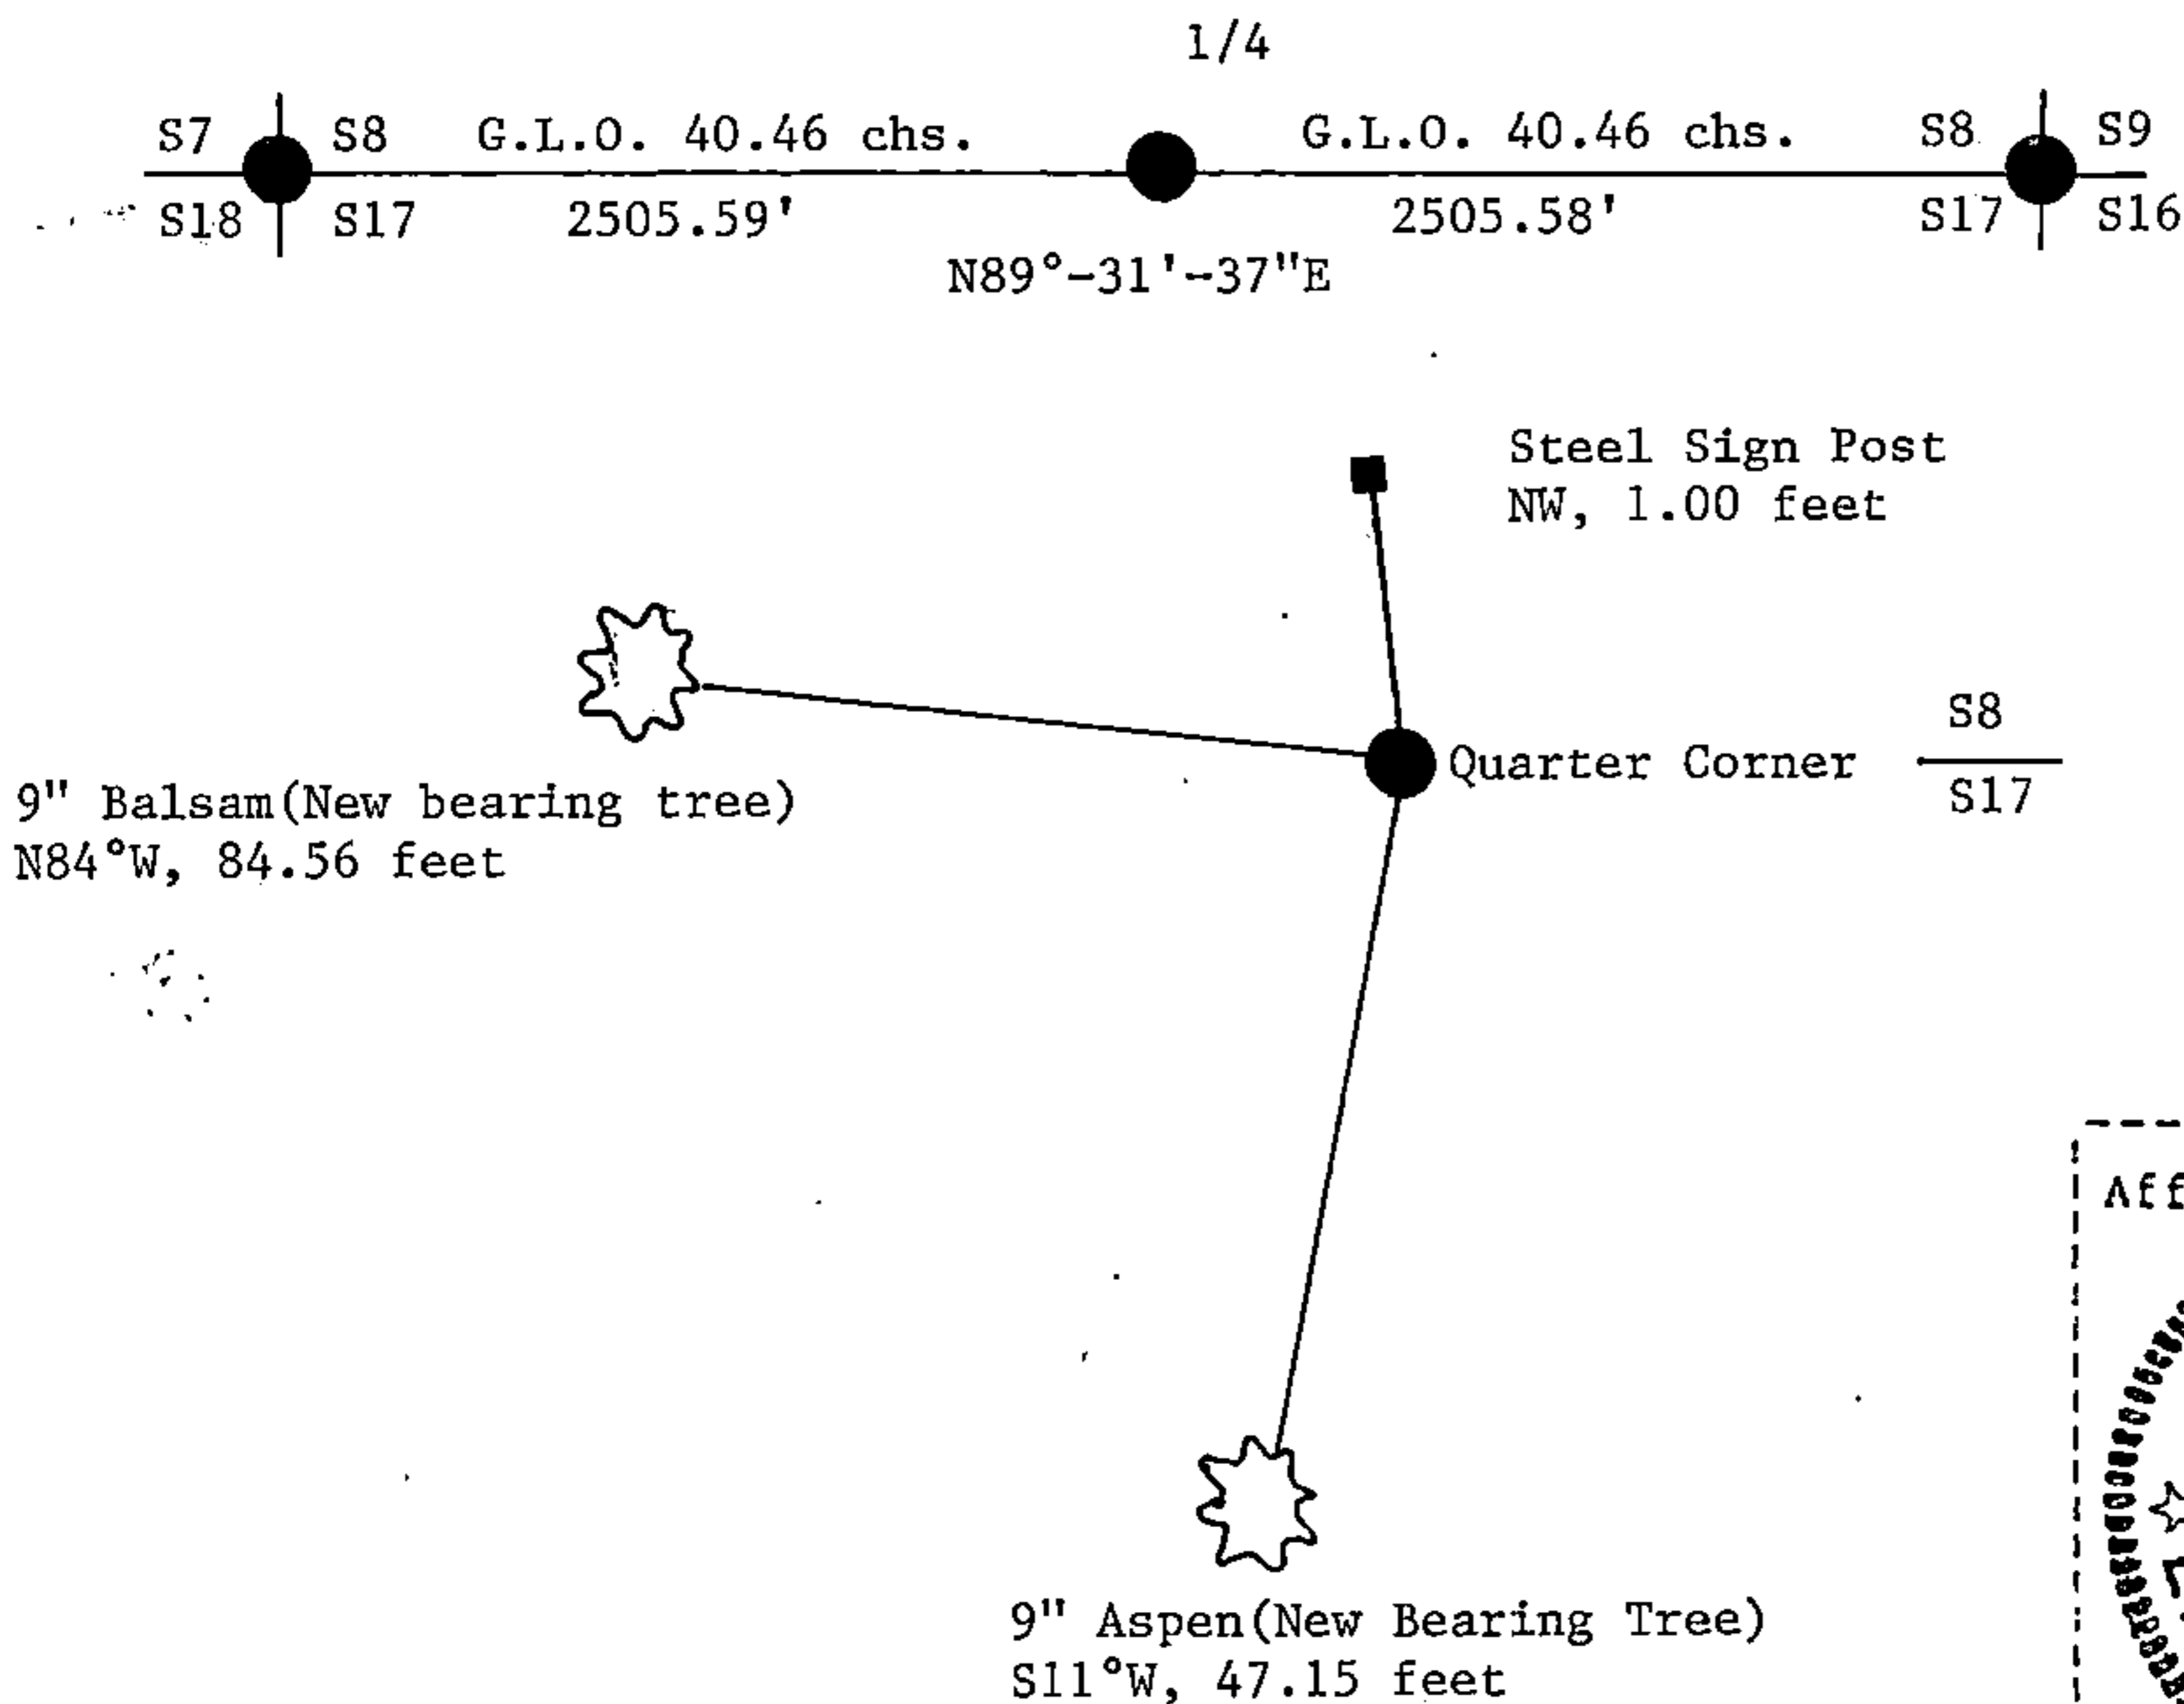 1/4
S7 S8 G.L.O. 40.46 chs. G.L.O. 40.46 chs. S8 S9
S18 S17 2505.59' 2505.58' S17 S16
N89°-31'-37"E
Steel Sign Post
NW, 1.00 feet
S8
Quarter Corner
S17
9" Balsam(New bearing tree)
N84°W, 84.56 feet
9" Aspen(New Bearing Tree)
S11°W, 47.15 feet